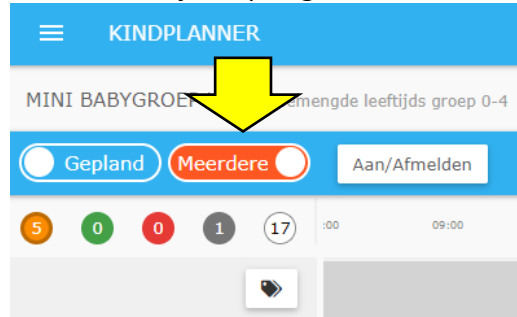 KINDPLANNER
MINI BABYGROEP mengde leeftijds groep 0-4
Gepland Meerdere Aan/Afmelden
5 0 0 1 17 :00 09:00